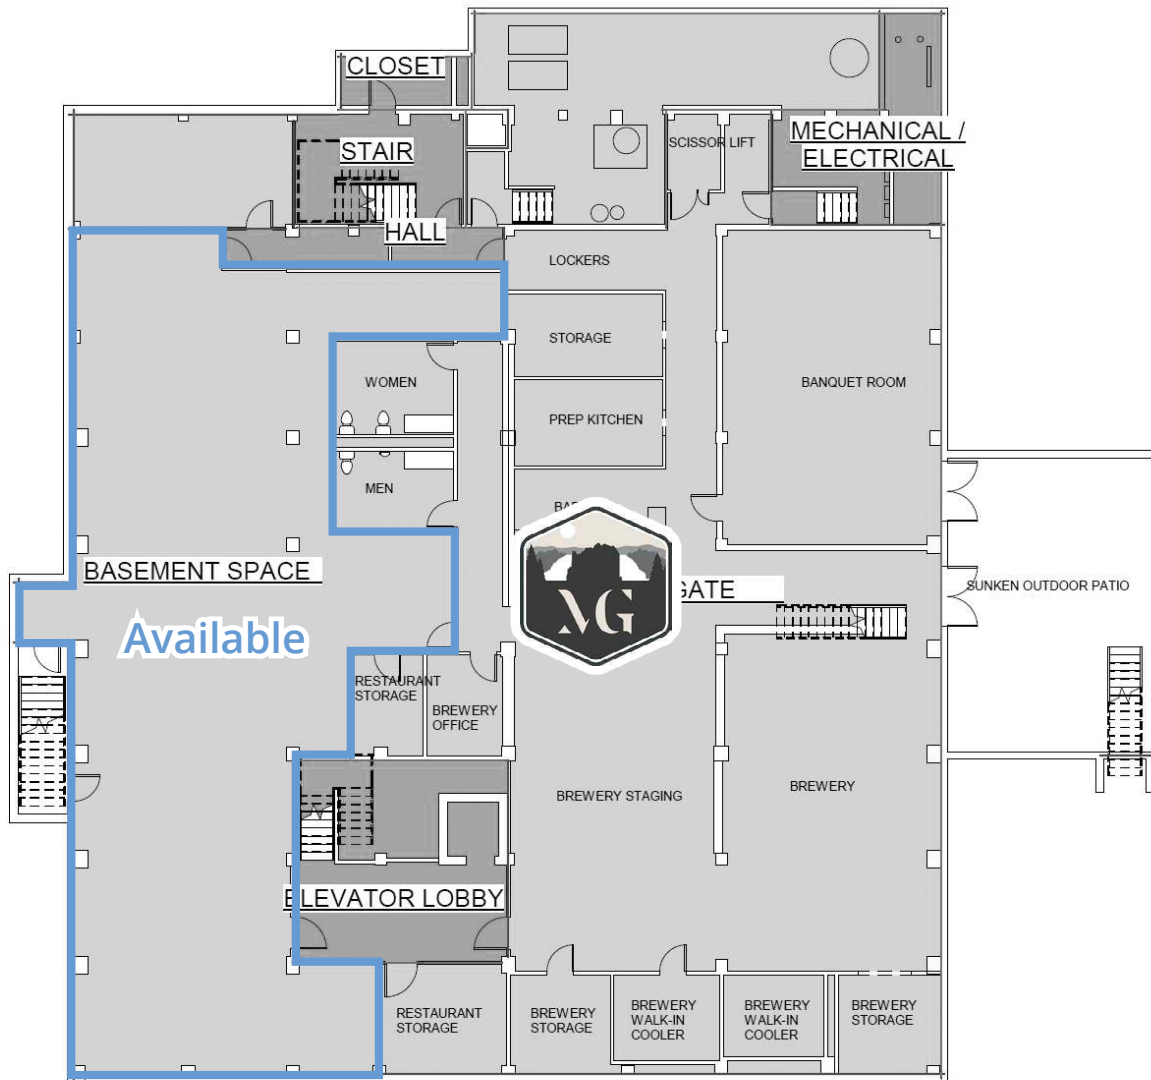 CLOSET
STAIR
HALL
SCISSOR LIFT
MECHANICAL /
ELECTRICAL
LOCKERS
STORAGE
PREP KITCHEN
BANQUET ROOM
WOMEN
MEN
MG
GATE
SUNKEN OUTDOOR PATIO
BASEMENT SPACE
Available
RESTAURANT
STORAGE
BREWERY
OFFICE
BREWERY STAGING
BREWERY
ELEVATOR LOBBY
RESTAURANT
STORAGE
BREWERY
STORAGE
BREWERY
WALK-IN
COOLER
BREWERY
WALK-IN
COOLER
BREWERY
STORAGE